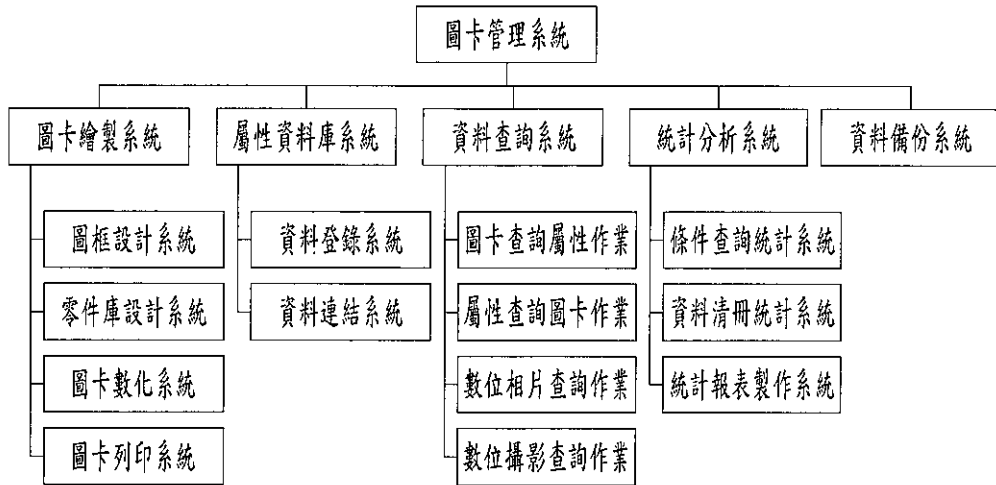 圖卡管理系統
圖卡繪製系統
屬性資料庫系統
資料查詢系統
統計分析系統
資料備份系統
圖框設計系統
零件庫設計系統
圖卡數化系統
圖卡列印系統
資料登錄系統
資料連結系統
圖卡查詢屬性作業
屬性查詢圖卡作業
數位相片查詢作業
數位攝影查詢作業
條件查詢統計系統
資料清冊統計系統
統計報表製作系統